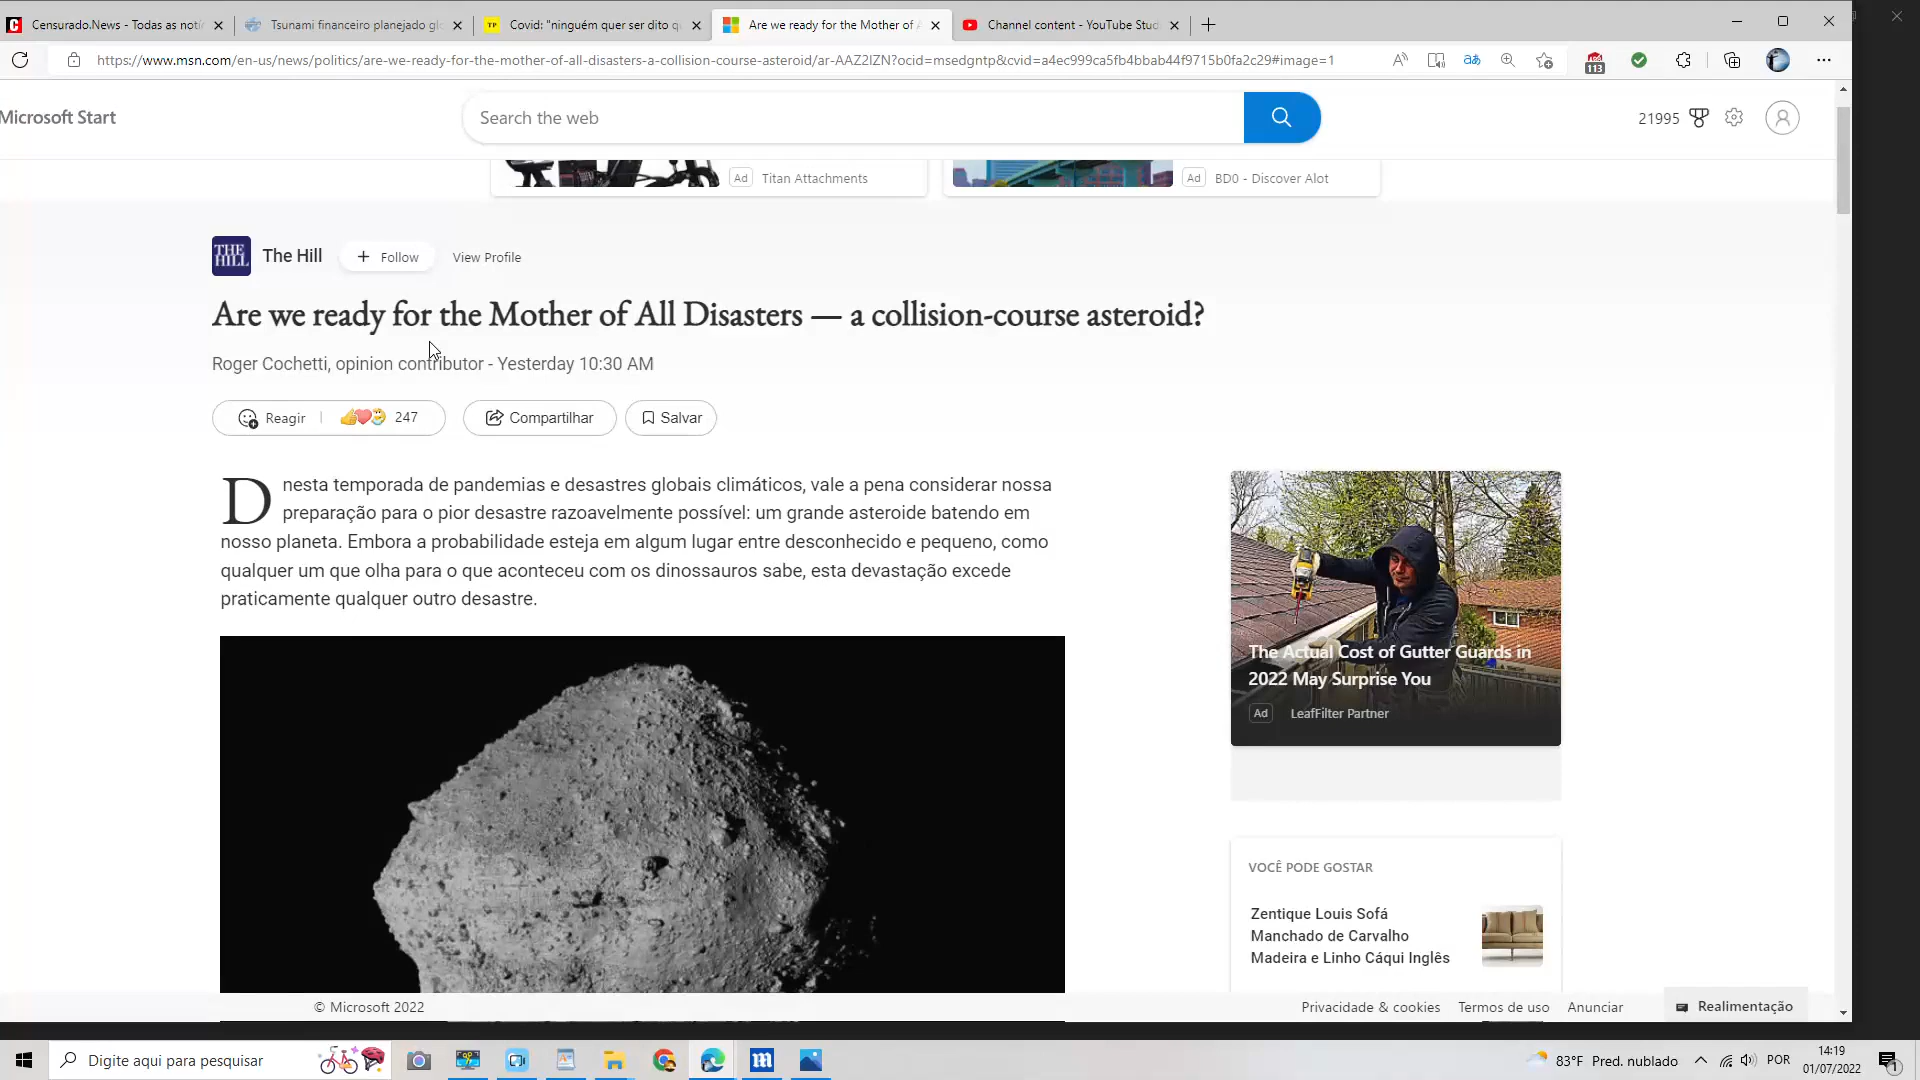 Censurado.News - Todas as notí
Tsunami financeiro planejado gl
TP
Covid: "ninguém quer ser dito q
Are we ready for the Mother of A
Channel content - YouTube Stud
https://www.msn.com/en-us/news/politics/are-we-ready-for-the-mother-of-all-disasters-a-collision-course-asteroid/ar-AAZ2IZN?ocid=msedgntp&cvid=a4ec999ca5fb4bbab44f9715b0fa2c29#image=1
113
Microsoft Start
Search the web
21995
Ad Titan Attachments
Ad BD0 - Discover Alot
THE HILL
The Hill
Follow
View Profile
Are we ready for the Mother of All Disasters — a collision-course asteroid?
Roger Cochetti, opinion contributor - Yesterday 10:30 AM
Reagir
247
Compartilhar
Salvar
D nesta temporada de pandemias e desastres globais climáticos, vale a pena considerar nossa
preparação para o pior desastre razoavelmente possível: um grande asteroide batendo em
nosso planeta. Embora a probabilidade esteja em algum lugar entre desconhecido e pequeno, como
qualquer um que olha para o que aconteceu com os dinossauros sabe, esta devastação excede
praticamente qualquer outro desastre.
The Actual Cost of Gutter Guards in
2022 May Surprise You
Ad LeafFilter Partner
VOCÊ PODE GOSTAR
Zentique Louis Sofá
Manchado de Carvalho
Madeira e Linho Cáqui Inglês
© Microsoft 2022
Privacidade & cookies
Termos de uso
Anunciar
Realimentação
Digite aqui para pesquisar
83°F Pred. nublado
POR
14:19
01/07/2022
1